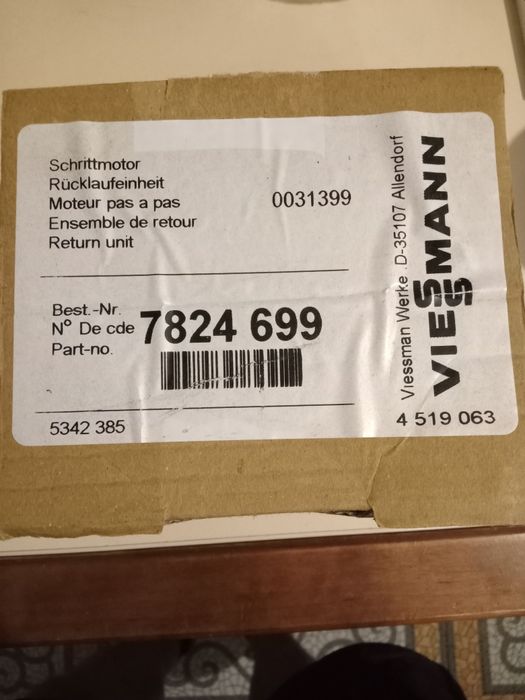 Schrittmotor
Rücklaufeinheit
Moteur pas a pas
0031399
Ensemble de retour
Return unit
Best.-Nr.
N° De cde 7824 699
Part-no.
5342 385
Viessman Werke .D-35107 Allendorf
VIESSMANN
4 519 063